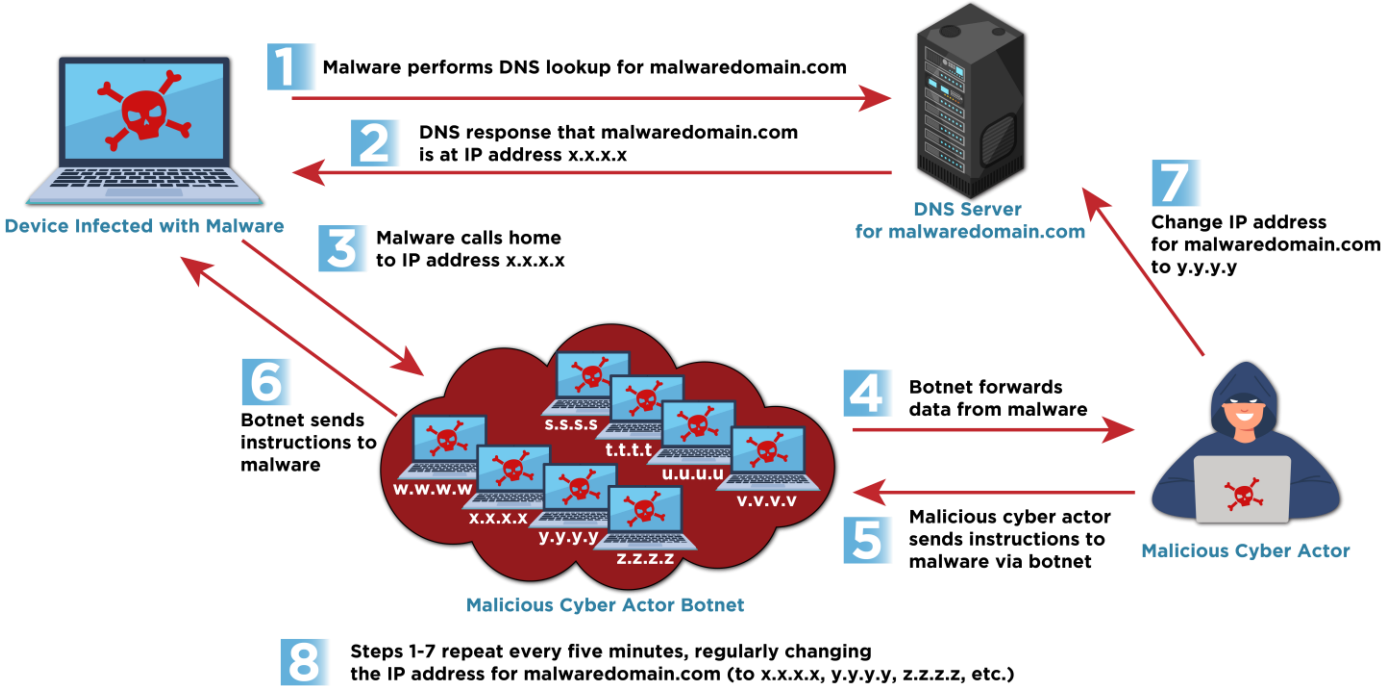 1
Malware performs DNS lookup for malwaredomain.com
2
DNS response that malwaredomain.com
is at IP address x.x.x.x
Device Infected with Malware
DNS Server
for malwaredomain.com
3
Malware calls home
to IP address x.x.x.x
7
Change IP address
for malwaredomain.com
to y.y.y.y
6
Botnet sends
instructions to
malware
s.s.s.s
t.t.t.t
u.u.u.u
v.v.v.v
w.w.w.w
x.x.x.x
y.y.y.y
z.z.z.z
4
Botnet forwards
data from malware
5
Malicious cyber actor
sends instructions to
malware via botnet
Malicious Cyber Actor
Malicious Cyber Actor Botnet
8
Steps 1-7 repeat every five minutes, regularly changing
the IP address for malwaredomain.com (to x.x.x.x, y.y.y.y, z.z.z.z, etc.)